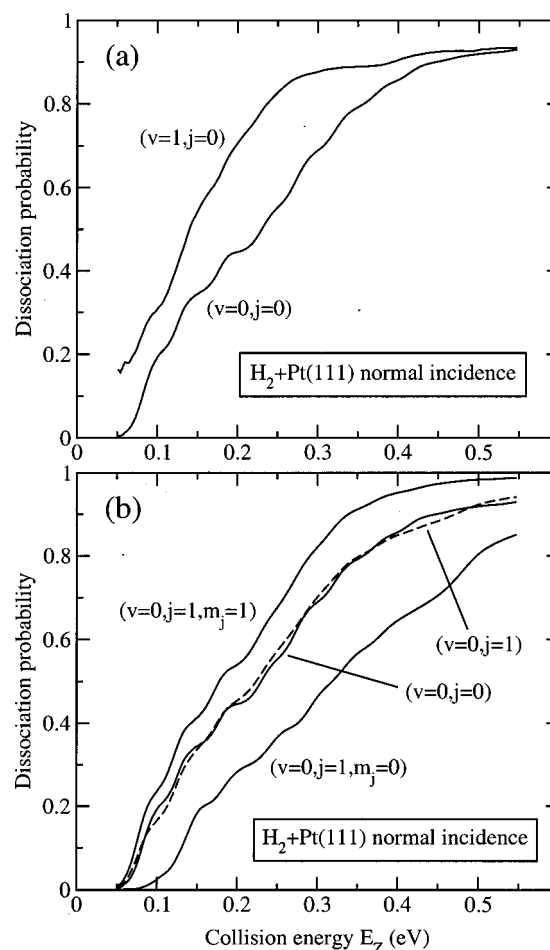 1
(a)
0.8
(v=1,j=0)
0.6
Dissociation probability
0.4
(v=0,j=0)
0.2
H₂+Pt(111) normal incidence
0
0.1 0.2 0.3 0.4 0.5
1
(b)
0.8
(v=0,j=1,mⱼ=1)
0.6
(v=0,j=1)
Dissociation probability
(v=0,j=0)
0.4
(v=0,j=1,mⱼ=0)
0.2
H₂+Pt(111) normal incidence
0
0.1 0.2 0.3 0.4 0.5
Collision energy E_Z (eV)